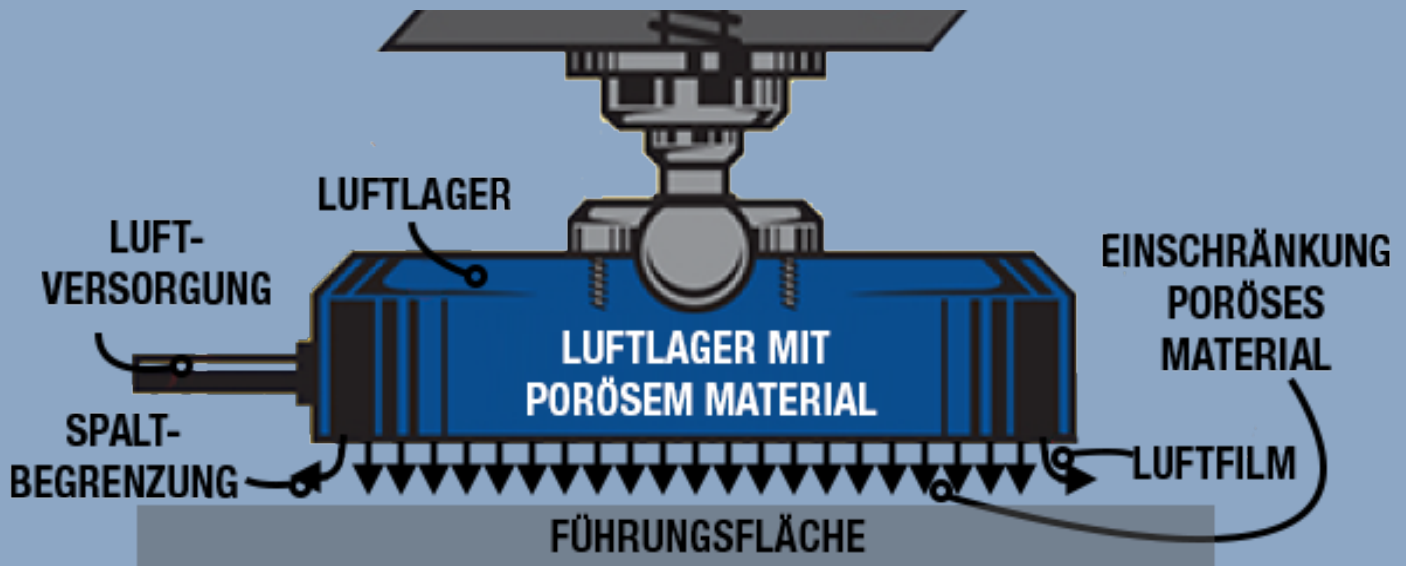 LUFTLAGER
LUFT-
VERSORGUNG
EINSCHRÄNKUNG
PORÖSES
MATERIAL
LUFTLAGER MIT
PORÖSEM MATERIAL
SPALT-
BEGRENZUNG
LUFTFILM
FÜHRUNGSFLÄCHE